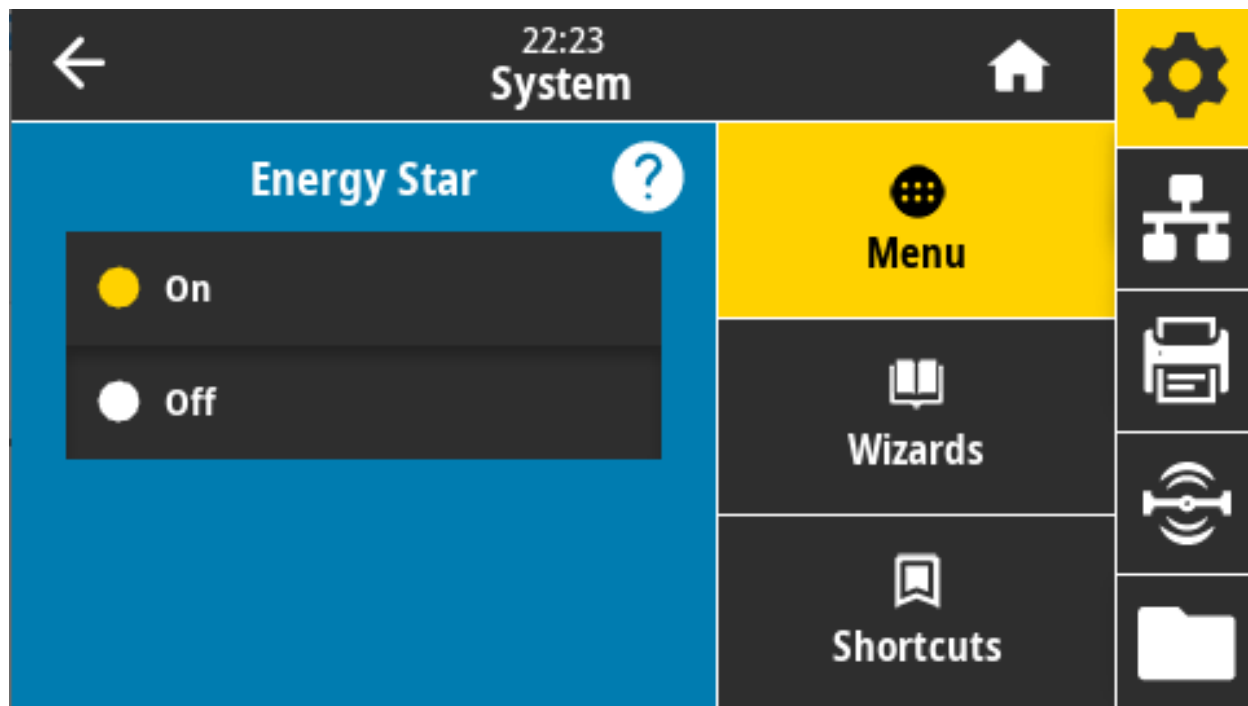 22:23
System
Energy Star
?
On
Off
Menu
Wizards
Shortcuts